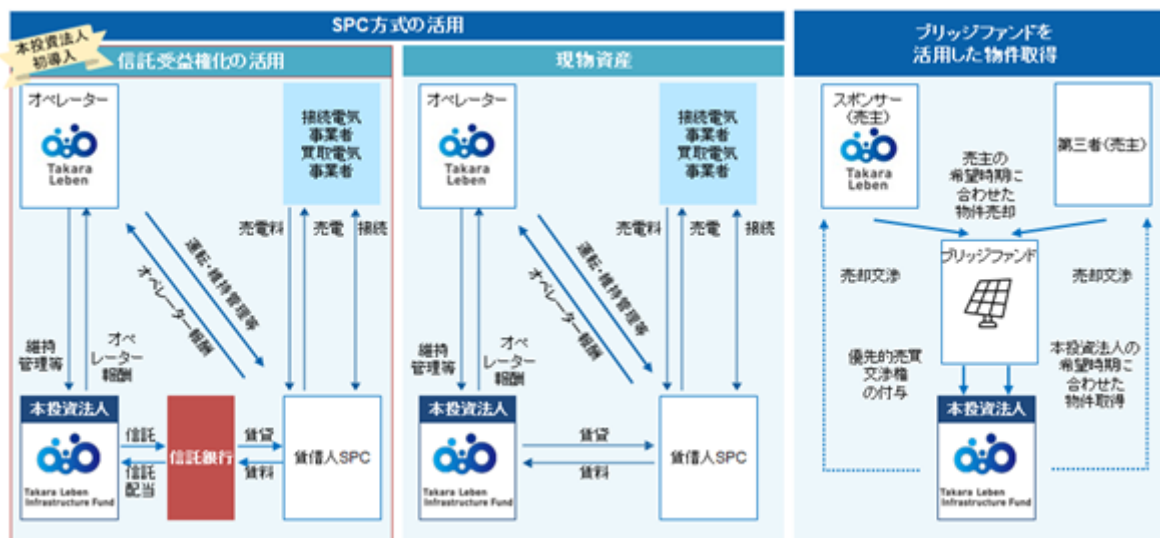 SPC方式の活用
本投資法人
初導入
信託受益権化の活用
オペレーター
Takara
Leben
接続電気
事業者
買取電気
事業者
売電料
売電
接続
運転・維持管理等
オペレーター報酬
維持
管理等
オペ
レーター
報酬
本投資法人
Takara Leben
Infrastructure Fund
信託
信託
配当
信託銀行
賃貸
賃料
賃借人SPC
現物資産
オペレーター
Takara
Leben
接続電気
事業者
買取電気
事業者
売電料
売電
接続
運転・維持管理等
オペレーター報酬
維持
管理等
オペ
レーター
報酬
本投資法人
Takara Leben
Infrastructure Fund
賃貸
賃料
賃借人SPC
ブリッジファンドを
活用した物件取得
スポンサー
(売主)
Takara
Leben
第三者(売主)
売主の
希望時期に
合わせた
物件売却
ブリッジファンド
売却交渉
売却交渉
優先的売買
交渉権
の付与
本投資法人の
希望時期に
合わせた
物件取得
本投資法人
Takara Leben
Infrastructure Fund